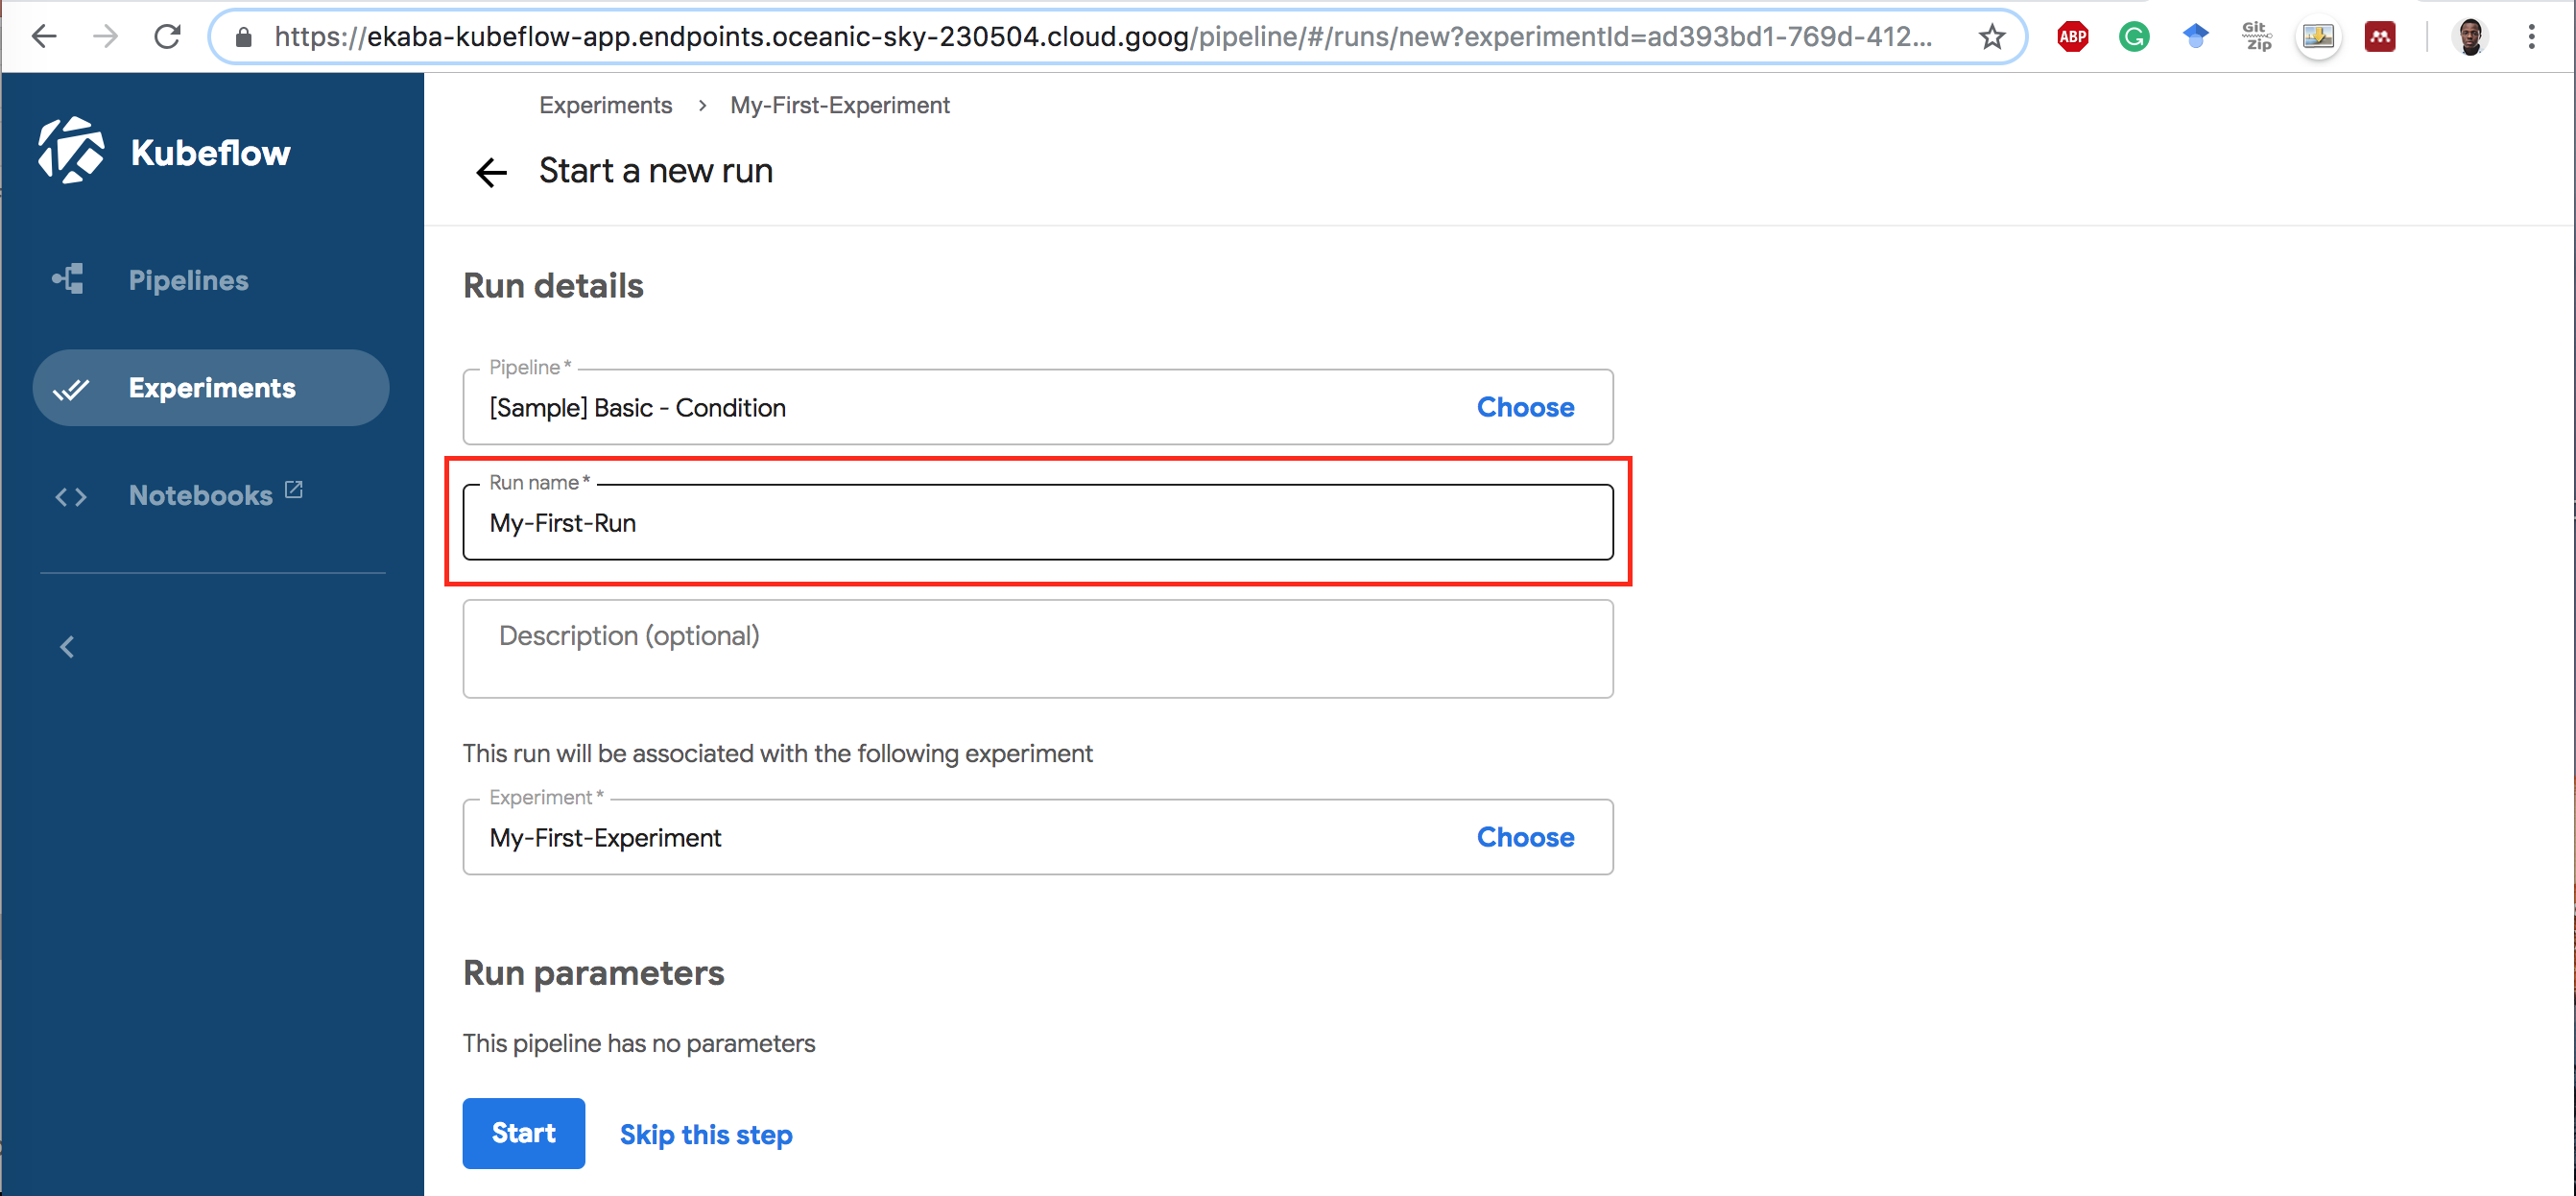 https://ekaba-kubeflow-app.endpoints.oceanic-sky-230504.cloud.goog/pipeline/#/runs/new?experimentId=ad393bd1-769d-412...
ABP
G
Git
Zip
Kubeflow
Pipelines
Experiments
Notebooks
Experiments > My-First-Experiment
Start a new run
Run details
Pipeline*
[Sample] Basic - Condition Choose
Run name*
My-First-Run
Description (optional)
This run will be associated with the following experiment
Experiment*
My-First-Experiment Choose
Run parameters
This pipeline has no parameters
Start Skip this step